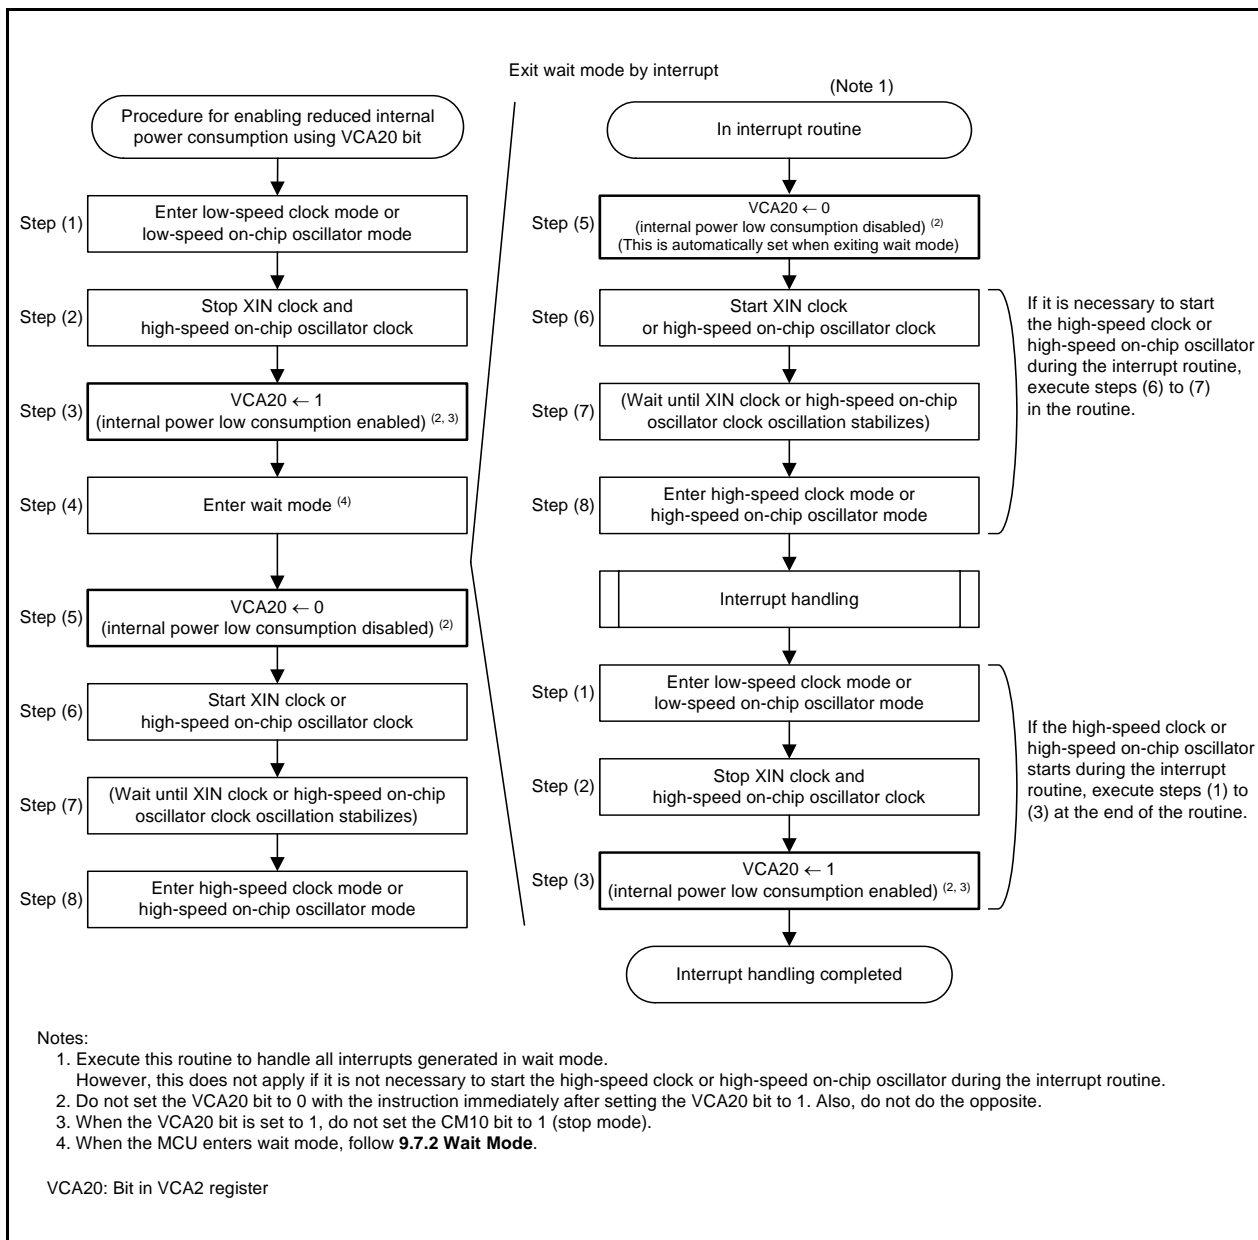 Exit wait mode by interrupt
Procedure for enabling reduced internal
power consumption using VCA20 bit
Step (1)
Enter low-speed clock mode or
low-speed on-chip oscillator mode
Step (2)
Stop XIN clock and
high-speed on-chip oscillator clock
Step (3)
VCA20 ← 1
(internal power low consumption enabled) (2, 3)
Step (4)
Enter wait mode (4)
Step (5)
VCA20 ← 0
(internal power low consumption disabled) (2)
Step (6)
Start XIN clock or
high-speed on-chip oscillator clock
Step (7)
(Wait until XIN clock or high-speed on-chip
oscillator clock oscillation stabilizes)
Step (8)
Enter high-speed clock mode or
high-speed on-chip oscillator mode
(Note 1)
In interrupt routine
Step (5)
VCA20 ← 0
(internal power low consumption disabled) (2)
(This is automatically set when exiting wait mode)
Step (6)
Start XIN clock
or high-speed on-chip oscillator clock
Step (7)
(Wait until XIN clock or high-speed on-chip
oscillator clock oscillation stabilizes)
Step (8)
Enter high-speed clock mode or
high-speed on-chip oscillator mode
If it is necessary to start
the high-speed clock or
high-speed on-chip oscillator
during the interrupt routine,
execute steps (6) to (7)
in the routine.
Interrupt handling
Step (1)
Enter low-speed clock mode or
low-speed on-chip oscillator mode
Step (2)
Stop XIN clock and
high-speed on-chip oscillator clock
Step (3)
VCA20 ← 1
(internal power low consumption enabled) (2, 3)
If the high-speed clock or
high-speed on-chip oscillator
starts during the interrupt
routine, execute steps (1) to
(3) at the end of the routine.
Interrupt handling completed
Notes:
1. Execute this routine to handle all interrupts generated in wait mode.
However, this does not apply if it is not necessary to start the high-speed clock or high-speed on-chip oscillator during the interrupt routine.
2. Do not set the VCA20 bit to 0 with the instruction immediately after setting the VCA20 bit to 1. Also, do not do the opposite.
3. When the VCA20 bit is set to 1, do not set the CM10 bit to 1 (stop mode).
4. When the MCU enters wait mode, follow 9.7.2 Wait Mode.
VCA20: Bit in VCA2 register